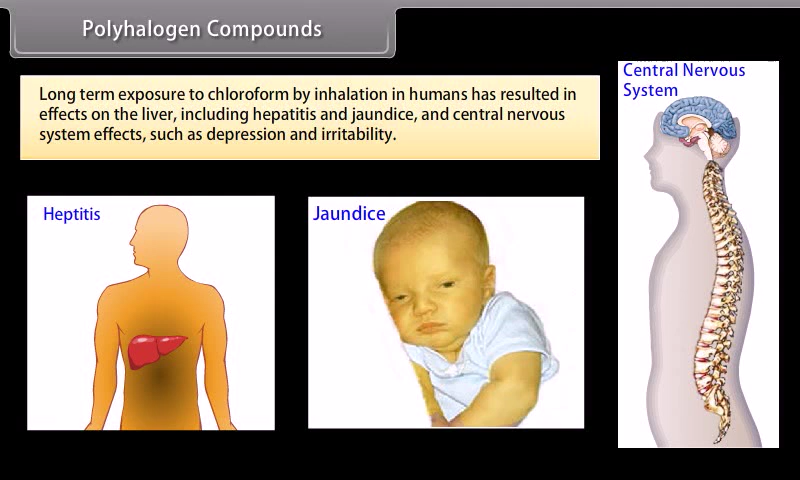 Polyhalogen Compounds
Long term exposure to chloroform by inhalation in humans has resulted in
effects on the liver, including hepatitis and jaundice, and central nervous
system effects, such as depression and irritability.
Heptitis
Jaundice
Central Nervous
System